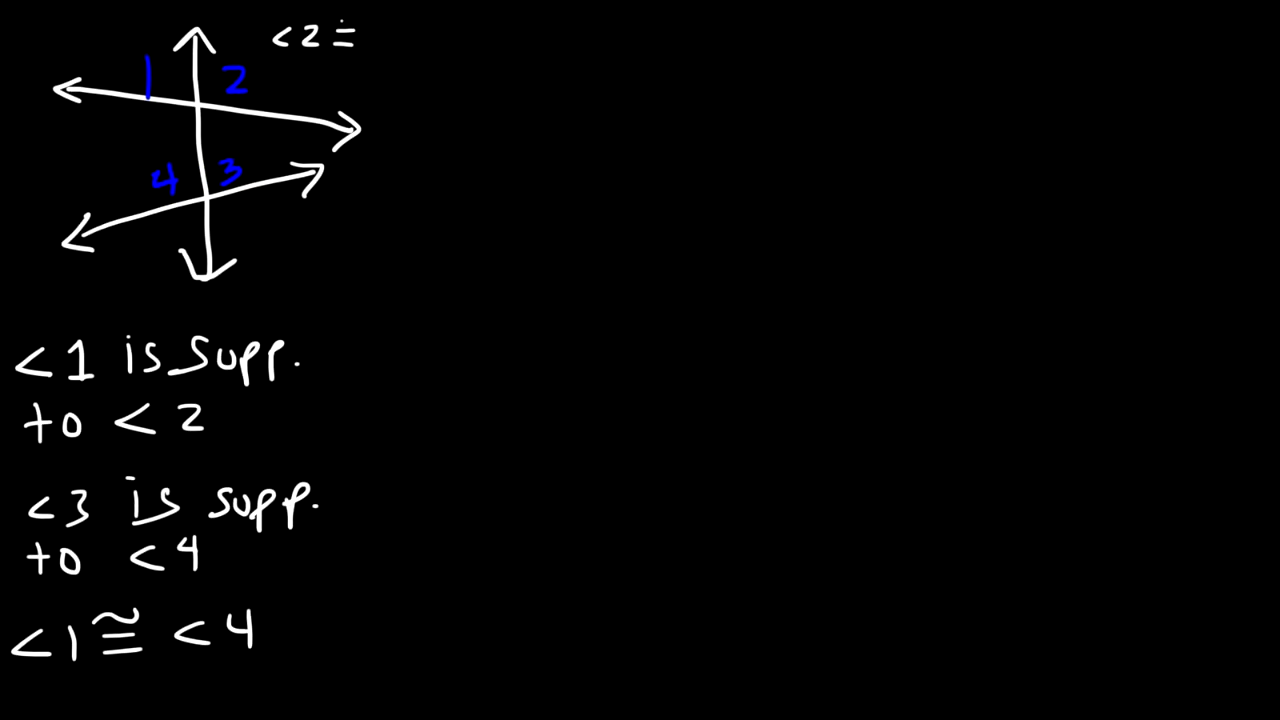 <2 =
1 2
4 3
<1 is supp.
to <2
<3 is supp.
to <4
<1 ≅ <4